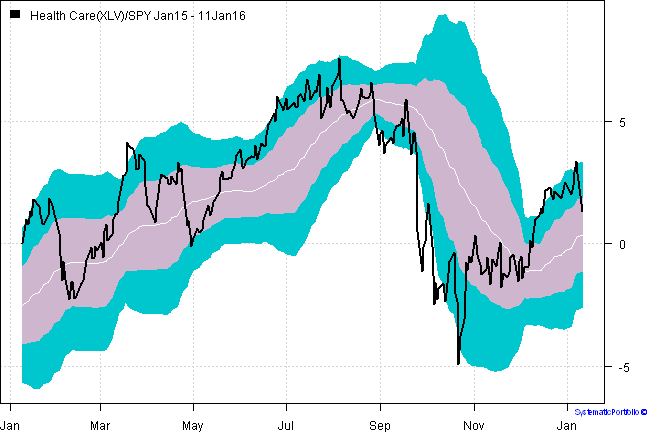 Health Care(XLV)/SPY Jan15 - 11Jan16
5
0
-5
Jan Mar May Jul Sep Nov Jan
SystematicPortfolio ©